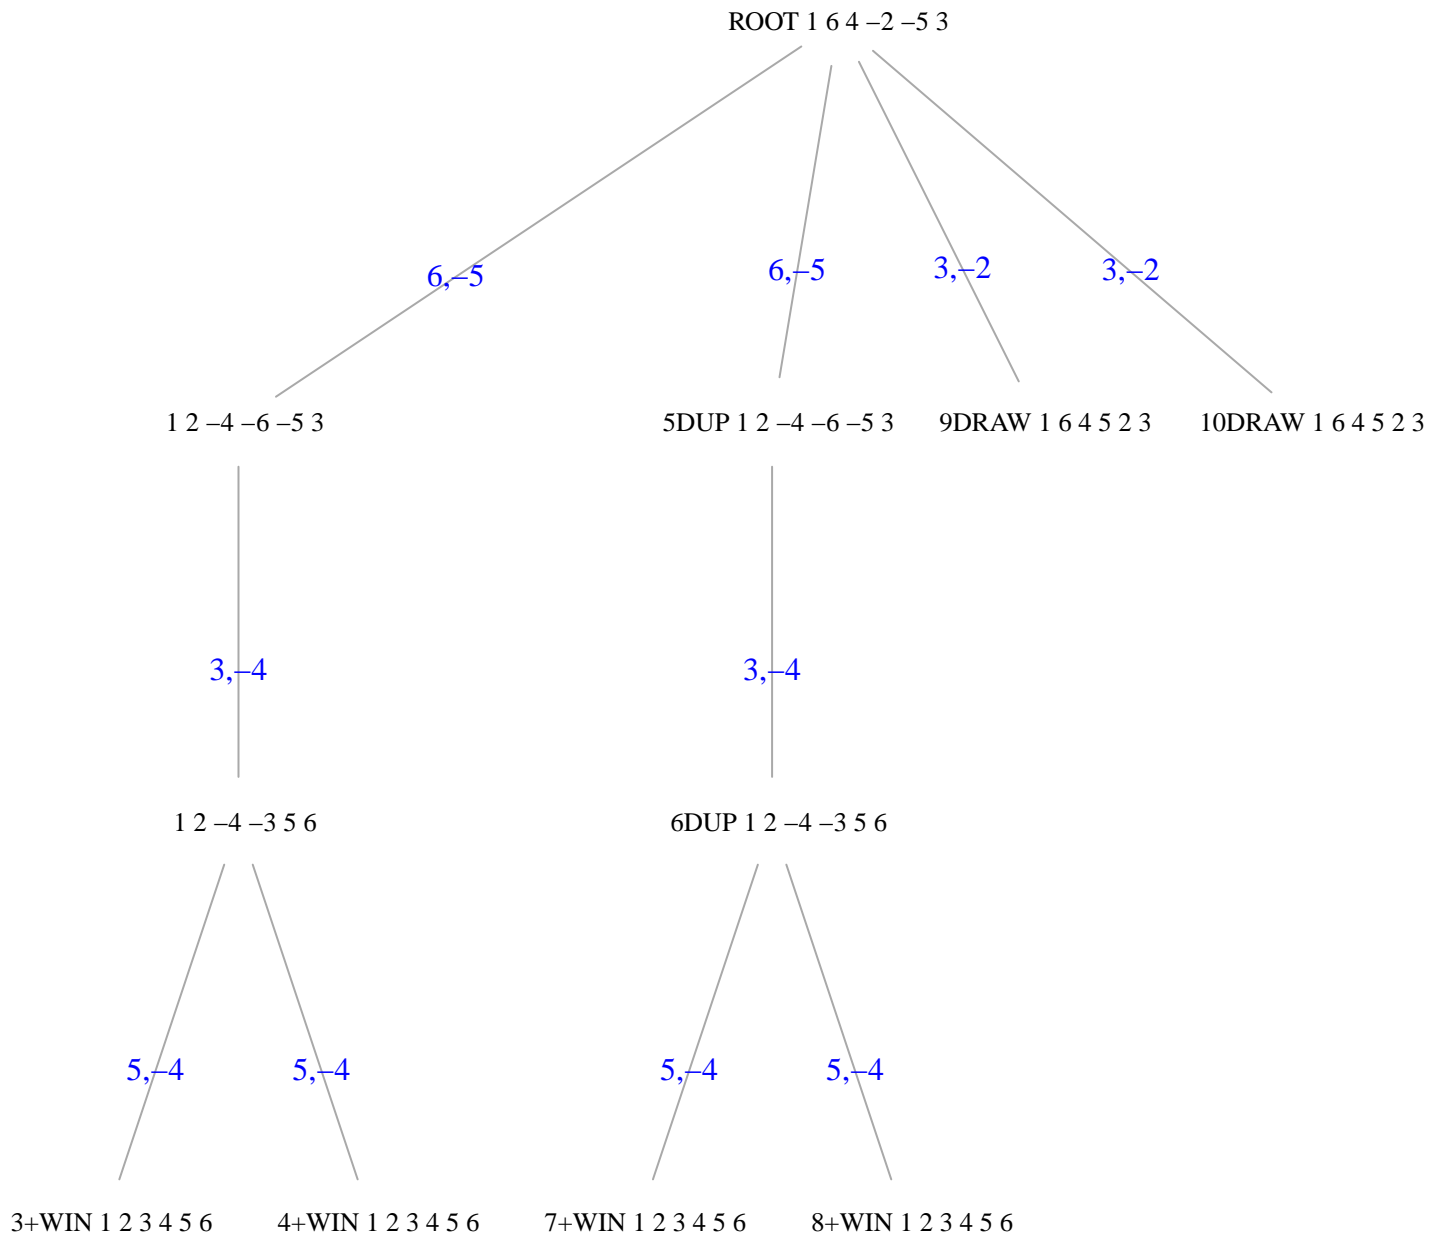 ROOT 1 6 4 –2 –5 3
6,–5
6,–5
3,–2
3,–2
1 2 –4 –6 –5 3
5DUP 1 2 –4 –6 –5 3
9DRAW 1 6 4 5 2 3
10DRAW 1 6 4 5 2 3
3,–4
3,–4
1 2 –4 –3 5 6
6DUP 1 2 –4 –3 5 6
5,–4
5,–4
5,–4
5,–4
3+WIN 1 2 3 4 5 6
4+WIN 1 2 3 4 5 6
7+WIN 1 2 3 4 5 6
8+WIN 1 2 3 4 5 6